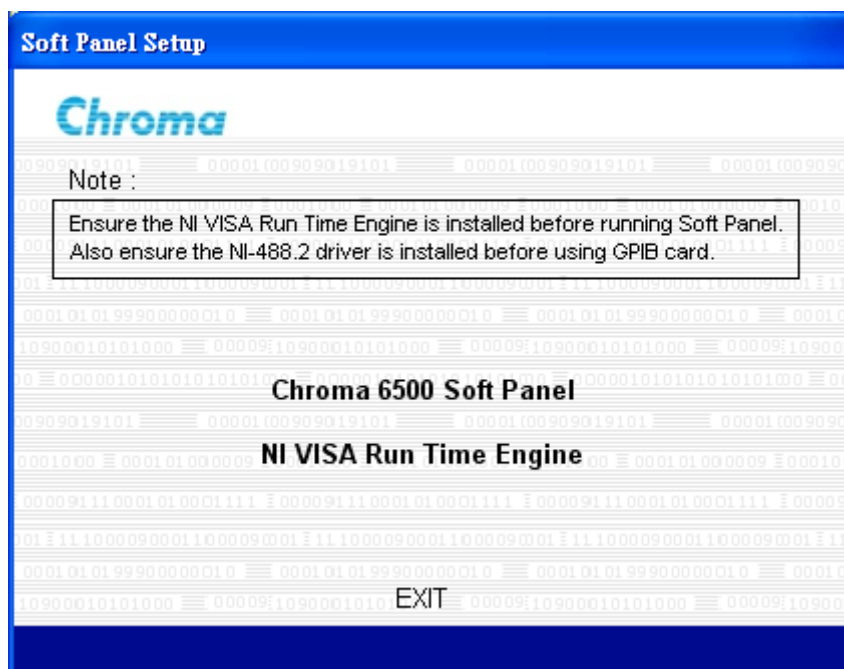 Soft Panel Setup
Chroma
Note :
Ensure the NI VISA Run Time Engine is installed before running Soft Panel.
Also ensure the NI-488.2 driver is installed before using GPIB card.
Chroma 6500 Soft Panel
NI VISA Run Time Engine
EXIT